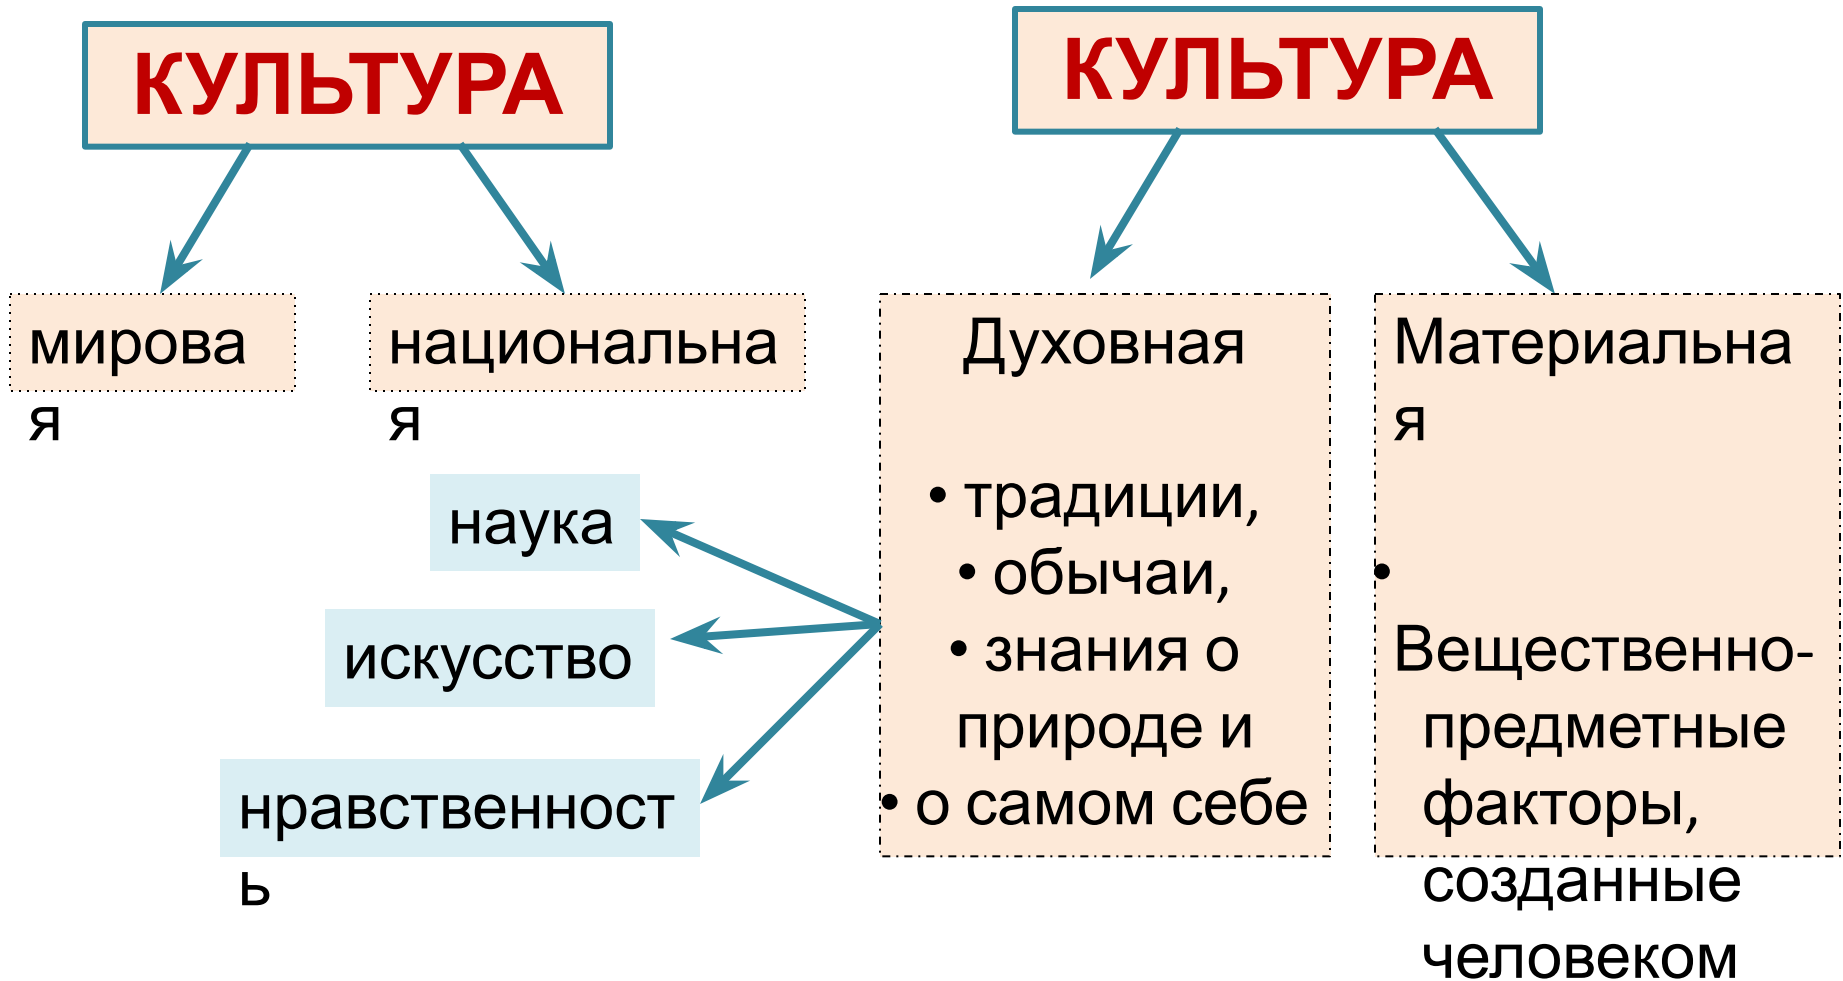 КУЛЬТУРА
мирова
я
национальна
я
КУЛЬТУРА
Духовная
• традиции,
• обычаи,
• знания о
природе и
• о самом себе
наука
искусство
нравственност
ь
Материальна
я
•
Вещественно-
предметные
факторы,
созданные
человеком